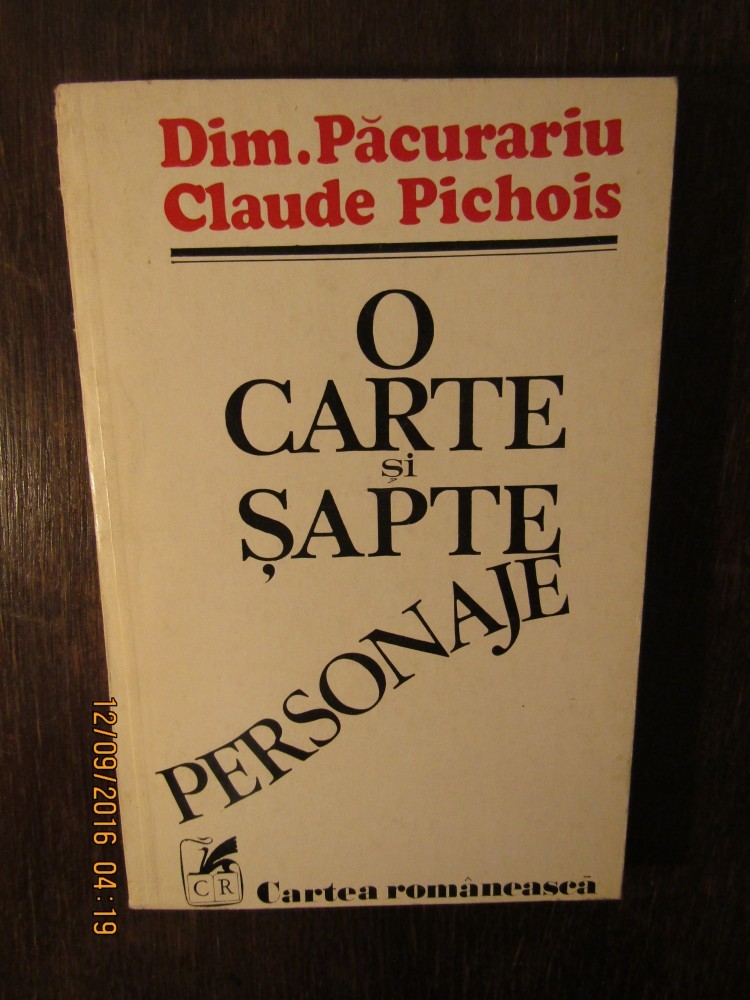 Dim. Păcurariu
Claude Pichois
O
CARTE
și
ȘAPTE
PERSONAJE
CR
Cartea românească
12/09/2016 04:19